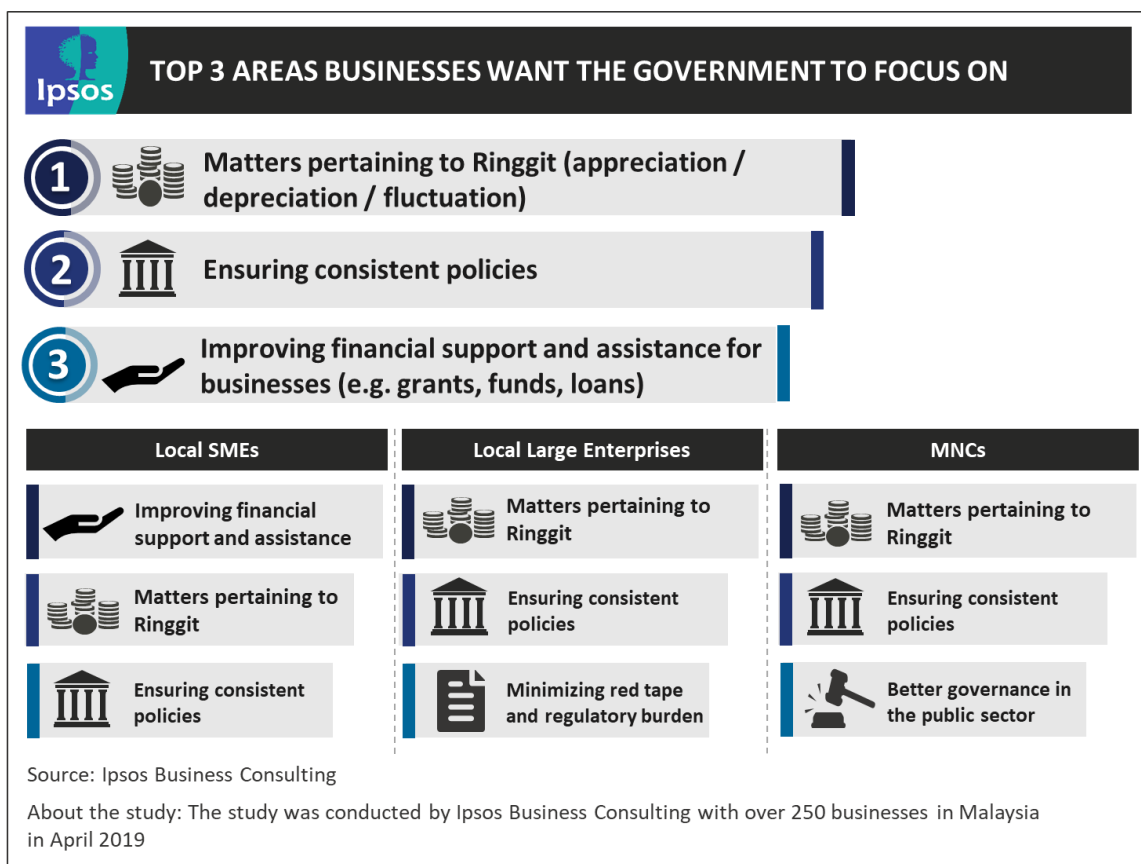 Ipsos
TOP 3 AREAS BUSINESSES WANT THE GOVERNMENT TO FOCUS ON
1
Matters pertaining to Ringgit (appreciation /
depreciation / fluctuation)
2
Ensuring consistent policies
3
Improving financial support and assistance for
businesses (e.g. grants, funds, loans)
Local SMEs
Improving financial
support and assistance
Matters pertaining to
Ringgit
Ensuring consistent
policies
Local Large Enterprises
Matters pertaining to
Ringgit
Ensuring consistent
policies
Minimizing red tape
and regulatory burden
MNCs
Matters pertaining to
Ringgit
Ensuring consistent
policies
Better governance in
the public sector
Source: Ipsos Business Consulting
About the study: The study was conducted by Ipsos Business Consulting with over 250 businesses in Malaysia
in April 2019